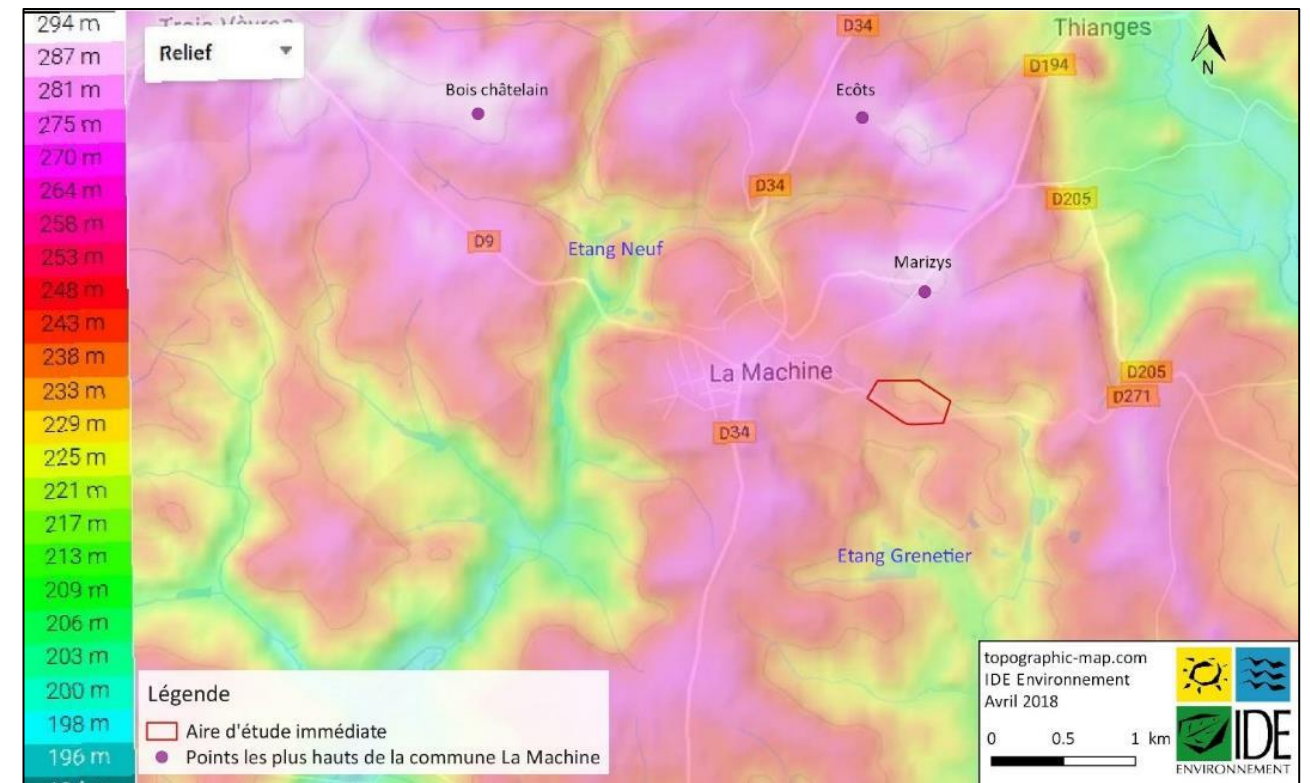 294 m
287 m
281 m
275 m
270 m
264 m
258 m
253 m
248 m
243 m
238 m
233 m
229 m
225 m
221 m
217 m
213 m
209 m
206 m
203 m
200 m
198 m
196 m
Relief
Thianges
N
D34
D194
Bois châtelain
Ecôts
D34
D205
D9
Etang Neuf
Marizys
La Machine
D205
D271
D34
Etang Grenetier
Légende
Aire d'étude immédiate
Points les plus hauts de la commune La Machine
topographic-map.com
IDE Environnement
Avril 2018
0 0.5 1 km
IDE
ENVIRONNEMENT